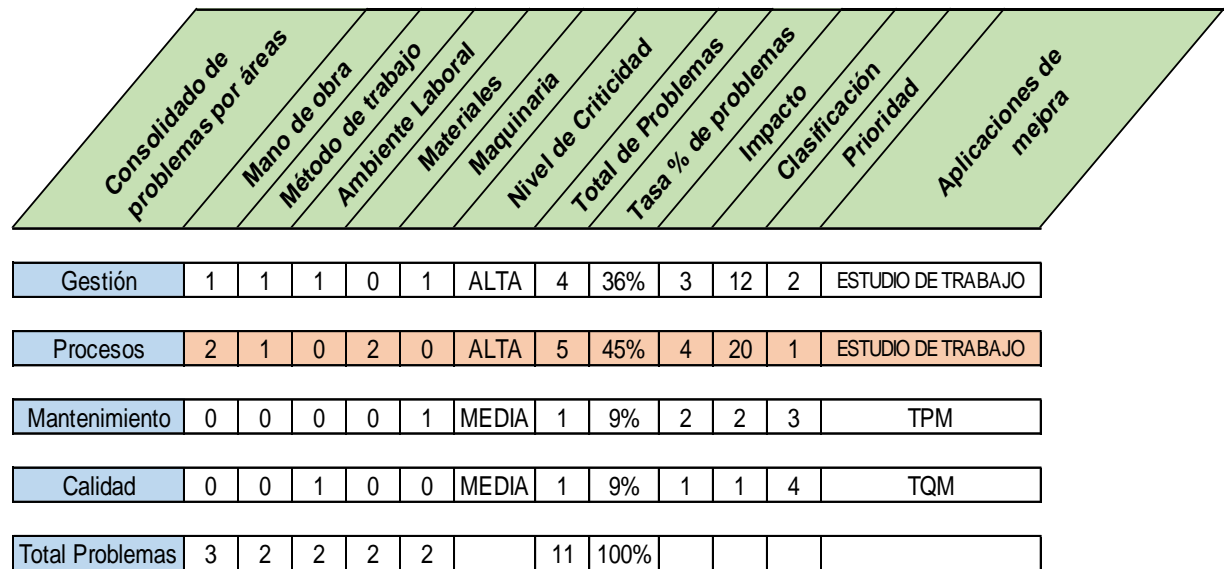 Consolidado de
problemas por áreas
Mano de obra
Método de trabajo
Ambiente Laboral
Materiales
Maquinaria
Nivel de Criticidad
Total de Problemas
Tasa % de problemas
Impacto
Clasificación
Prioridad
Aplicaciones de
mejora
Gestión 1 1 1 0 1 ALTA 4 36% 3 12 2 ESTUDIO DE TRABAJO
Procesos 2 1 0 2 0 ALTA 5 45% 4 20 1 ESTUDIO DE TRABAJO
Mantenimiento 0 0 0 0 1 MEDIA 1 9% 2 2 3 TPM
Calidad 0 0 1 0 0 MEDIA 1 9% 1 1 4 TQM
Total Problemas 3 2 2 2 2 11 100%